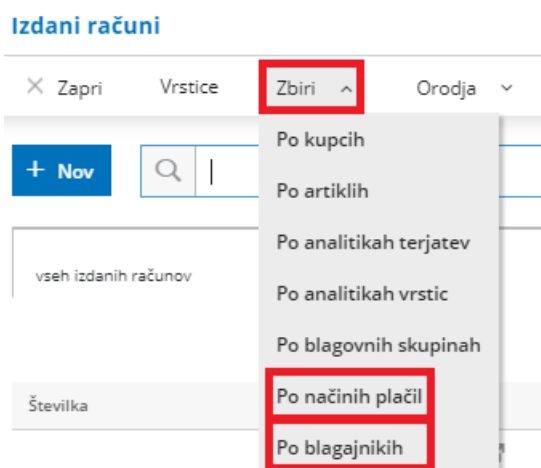 Izdani računi
Zapri Vrstice Zbiri Orodja
Po kupcih
+ Nov
Po artiklih
Po analitikah terjatev
vseh izdanih računov
Po analitikah vrstic
Po blagovnih skupinah
Po načinih plačil
Številka
Po blagajnikih